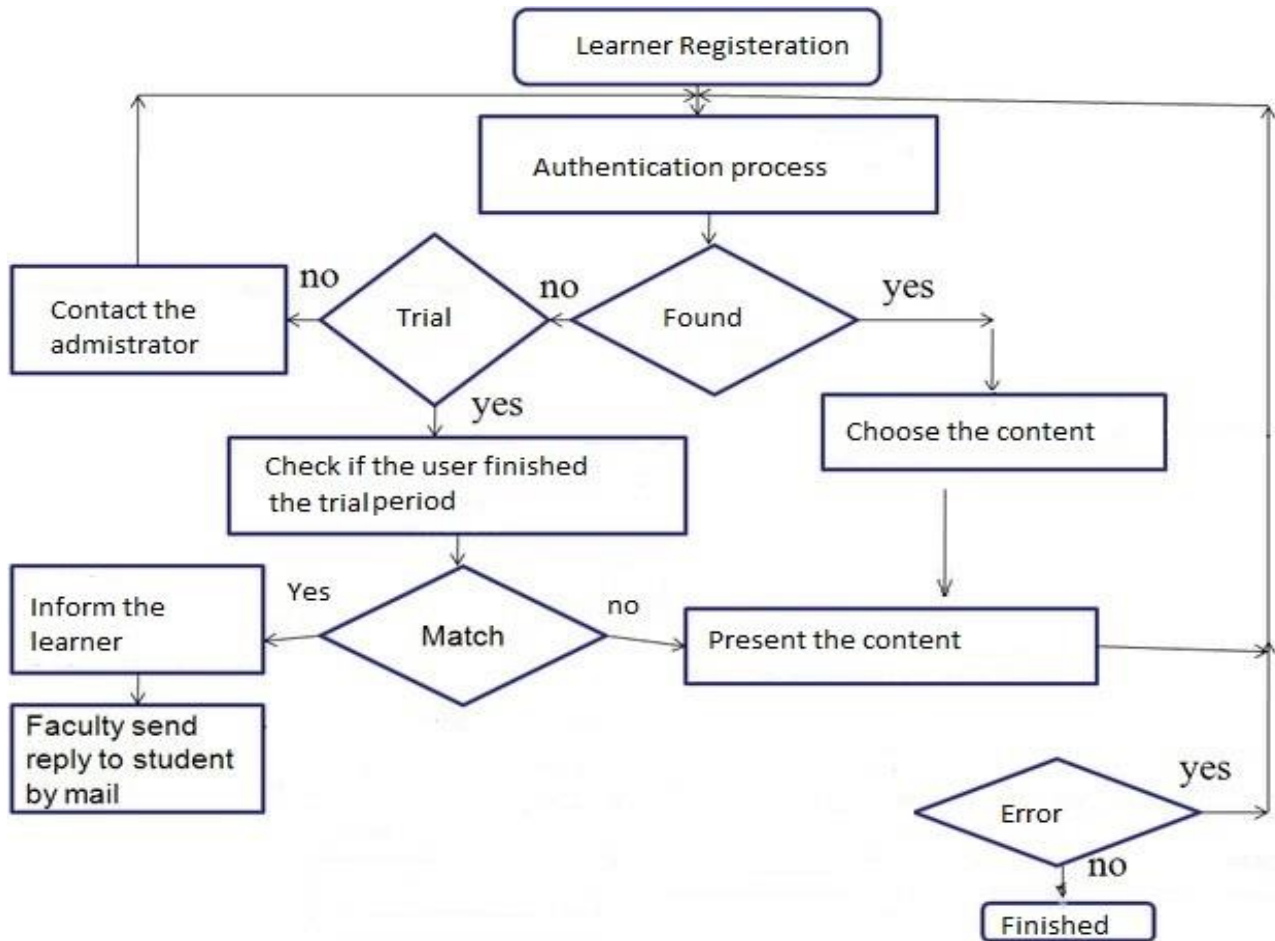 Learner Registeration
Authentication process
no
Trial
no
Found
yes
Contact the
admistrator
yes
Choose the content
Check if the user finished
the trial period
Yes
Inform the
learner
Match
no
Present the content
Faculty send
reply to student
by mail
yes
Error
no
Finished